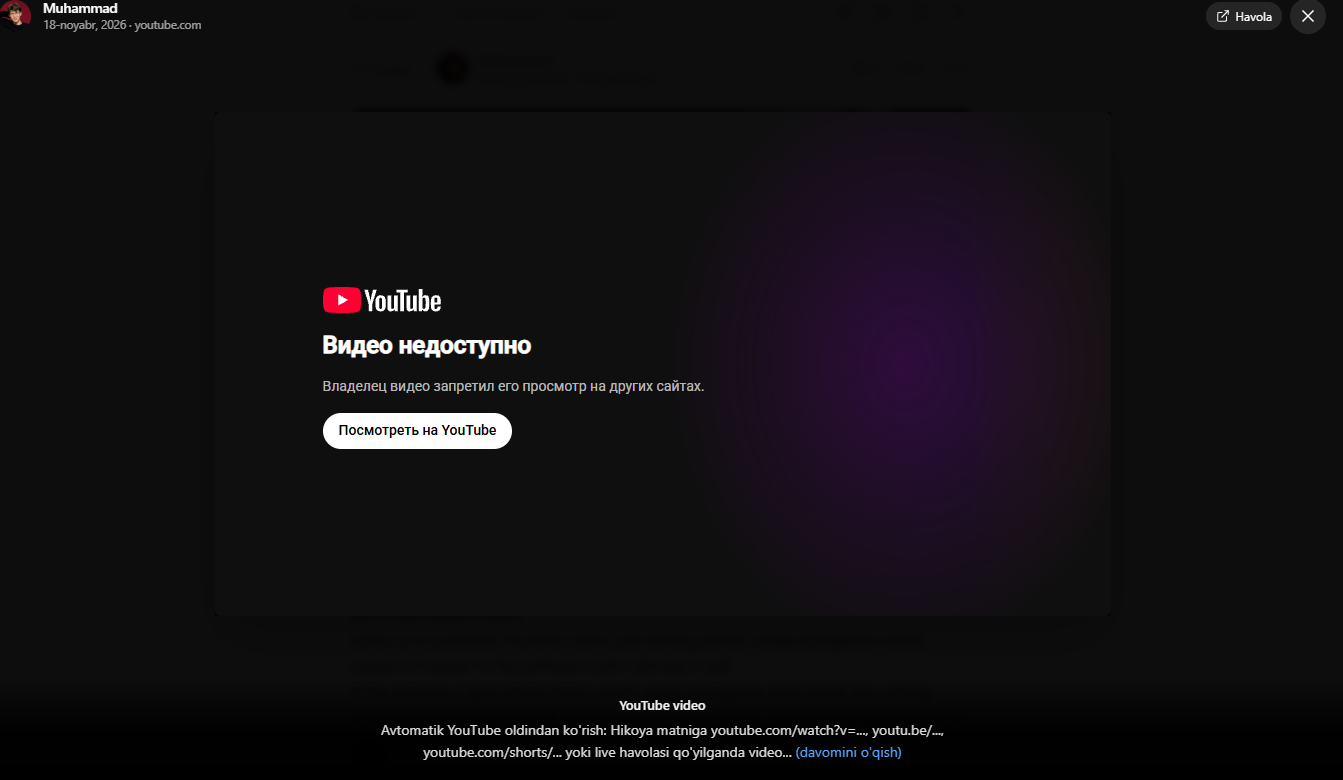 Muhammad
18-noyabr, 2026 · youtube.com
Havola
YouTube
Видео недоступно
Владелец видео запретил его просмотр на других сайтах.
Посмотреть на YouTube
YouTube video
Avtomatik YouTube oldindan ko'rish: Hikoya matniga youtube.com/watch?v=..., youtu.be/...,
youtube.com/shorts/... yoki live havolasi qo'yilganda video... (davomini o'qish)